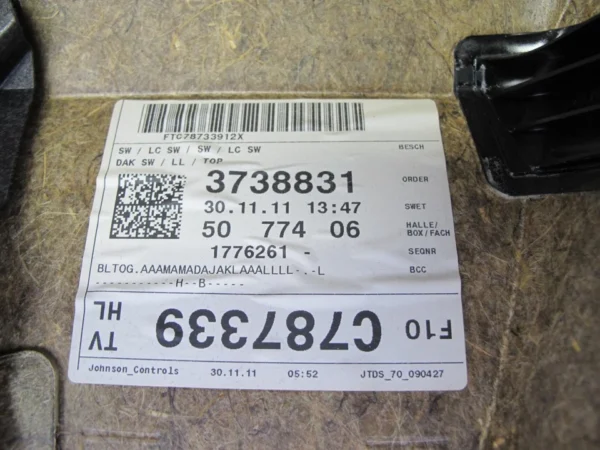 FTC78733912X
SW / LC SW / SW / LC SW BESCH
DAK SW / LL / TOP
3738831 ORDER
30.11.11 13:47 SWET
50 774 06 HALLE/BOX/FACH
1776261 - SEQNR
BLTOG.AAAMAMADAJAKLAAALLLL-.-L BCC
-----------H--B-----
F10 C787339 TV HL
Johnson_Controls 30.11.11 05:52 JTDS_70_090427